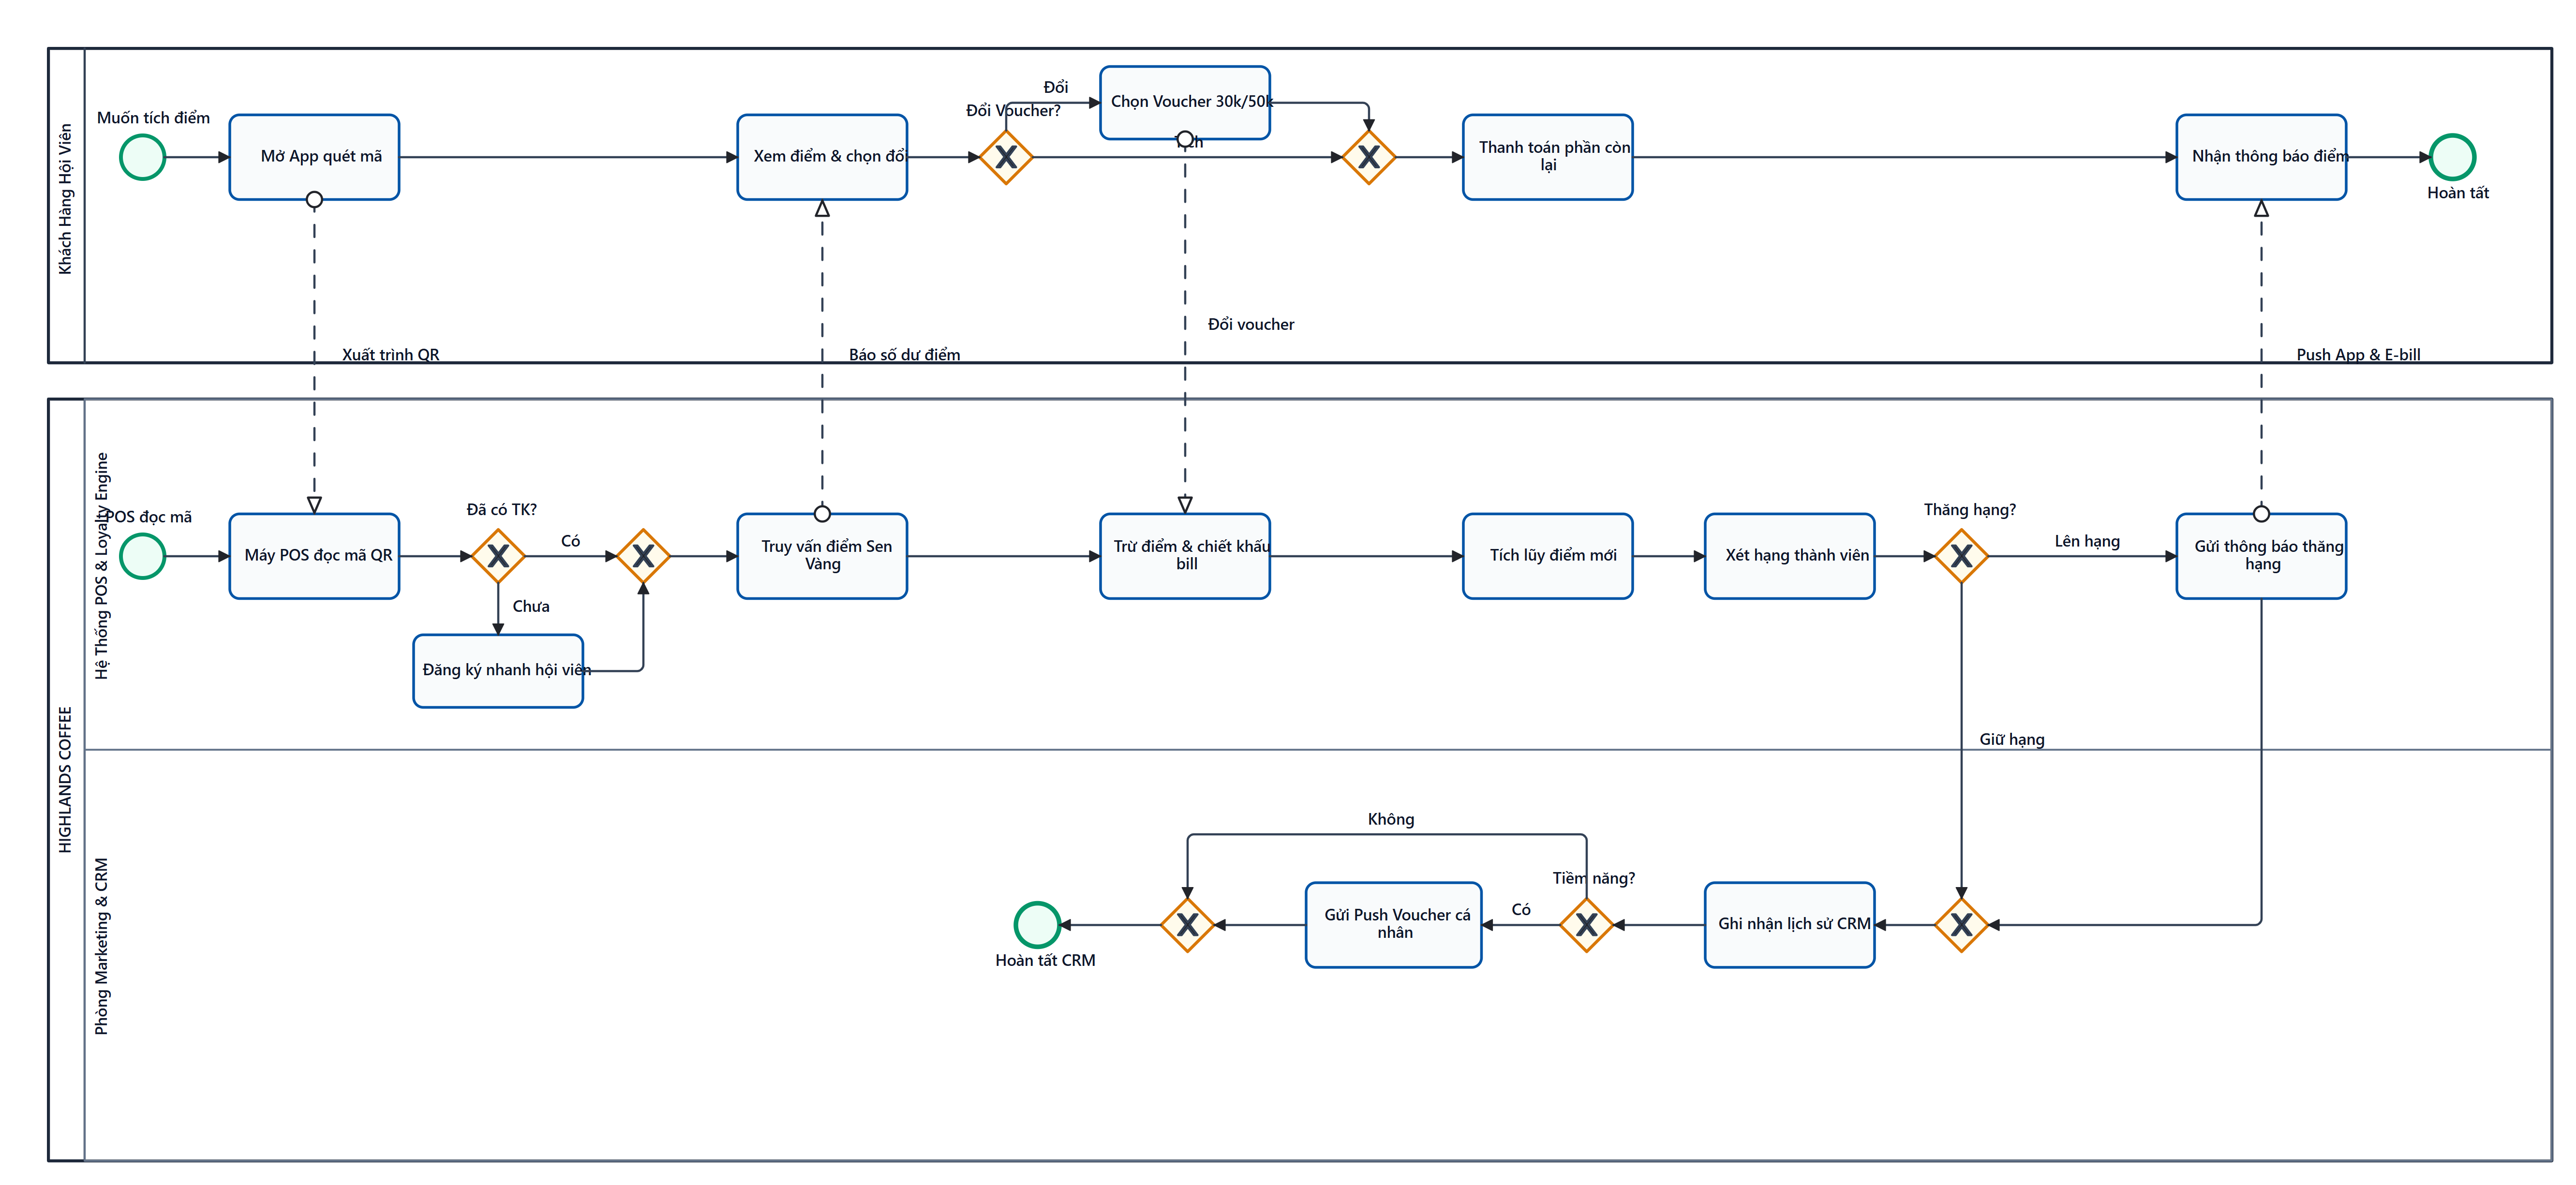 Khách Hàng Hội Viên
Muốn tích điểm
Mở App quét mã
Xem điểm & chọn đổi
Đổi Voucher?
Đổi
Chọn Voucher 30k/50k
Thanh toán phần còn
lại
Nhận thông báo điểm
Hoàn tất
Xuất trình QR
Báo số dư điểm
Đổi voucher
Push App & E-bill
HIGHLANDS COFFEE
Hệ Thống POS & Loyalty Engine
POS đọc mã
Máy POS đọc mã QR
Đã có TK?
Có
Chưa
Đăng ký nhanh hội viên
Truy vấn điểm Sen
Vàng
Trừ điểm & chiết khấu
bill
Tích lũy điểm mới
Xét hạng thành viên
Thăng hạng?
Lên hạng
Gửi thông báo thăng
hạng
Giữ hạng
Phòng Marketing & CRM
Không
Tiềm năng?
Có
Hoàn tất CRM
Gửi Push Voucher cá
nhân
Ghi nhận lịch sử CRM